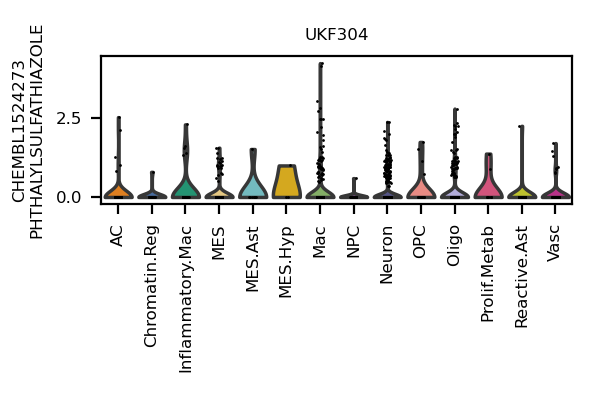 UKF304
CHEMBL1524273
PHTHALYLSULFATHIAZOLE
2.5
0.0
AC
Chromatin.Reg
Inflammatory.Mac
MES
MES.Ast
MES.Hyp
Mac
NPC
Neuron
OPC
Oligo
Prolif.Metab
Reactive.Ast
Vasc